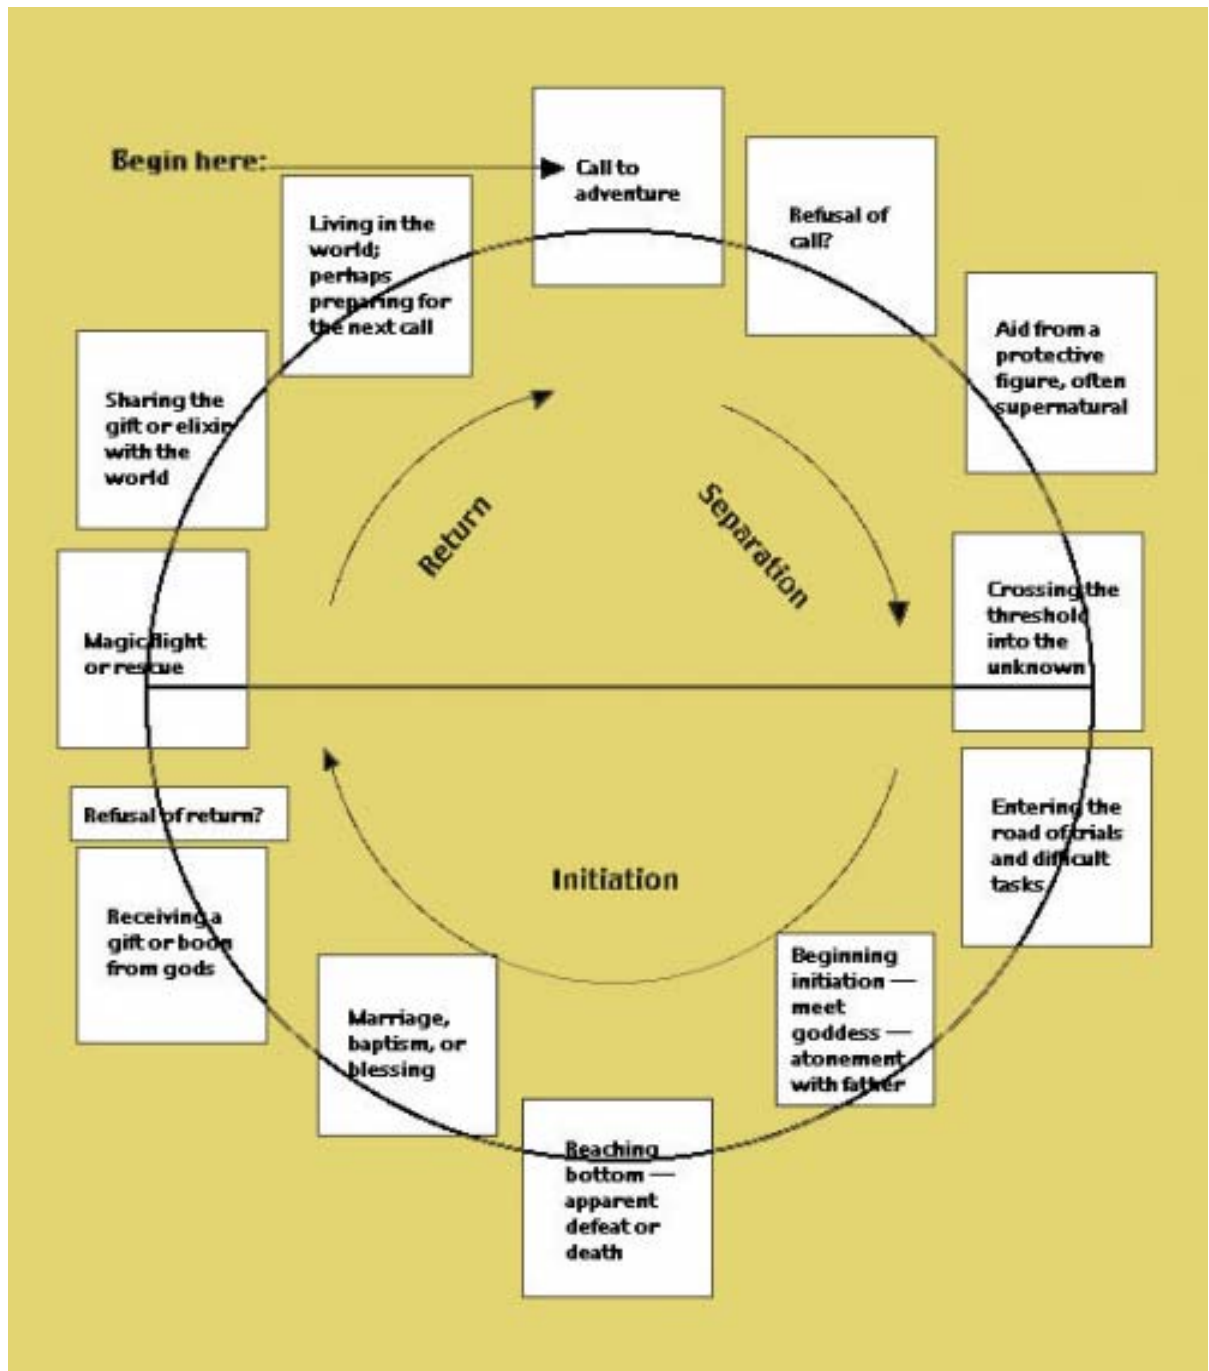 Begin here:
Call to
adventure
Refusal of
call?
Aid from a
protective
figure, often
supernatural
Crossing the
threshold
into the
unknown
Entering the
road of trials
and difficult
tasks
Beginning
initiation —
meet
goddess —
atonement
with father
Reaching
bottom —
apparent
defeat or
death
Marriage,
baptism, or
blessing
Receiving a
gift or boon
from gods
Refusal of return?
Magic flight
or rescue
Sharing the
gift or elixir
with the
world
Living in the
world;
perhaps
preparing for
the next call
Separation
Initiation
Return